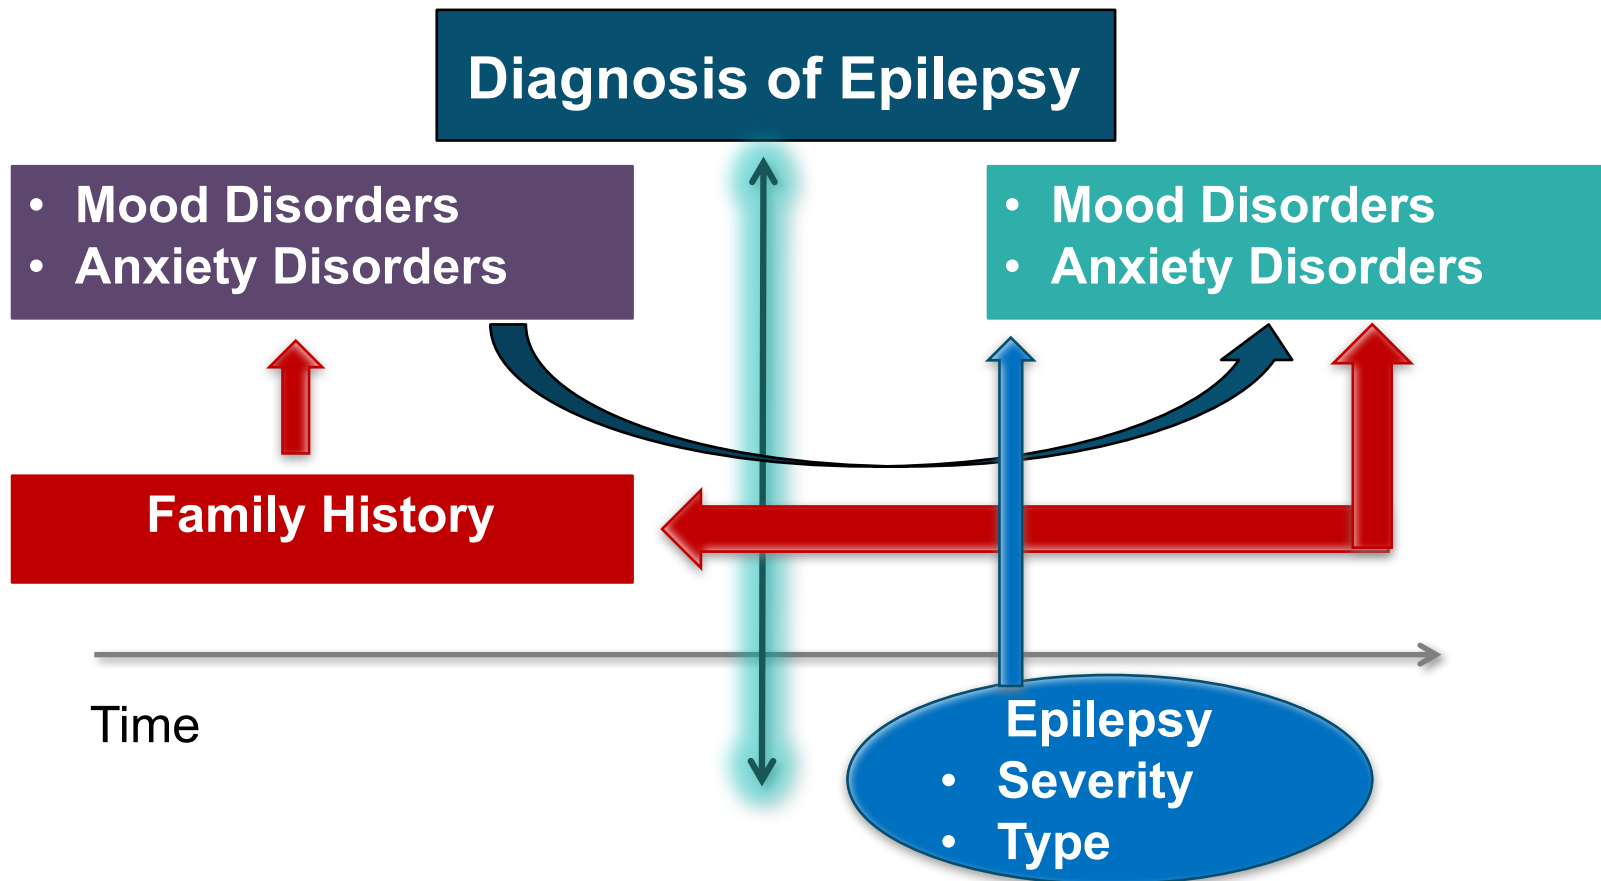 Diagnosis of Epilepsy
• Mood Disorders
• Anxiety Disorders
• Mood Disorders
• Anxiety Disorders
Family History
Time
Epilepsy
• Severity
• Type